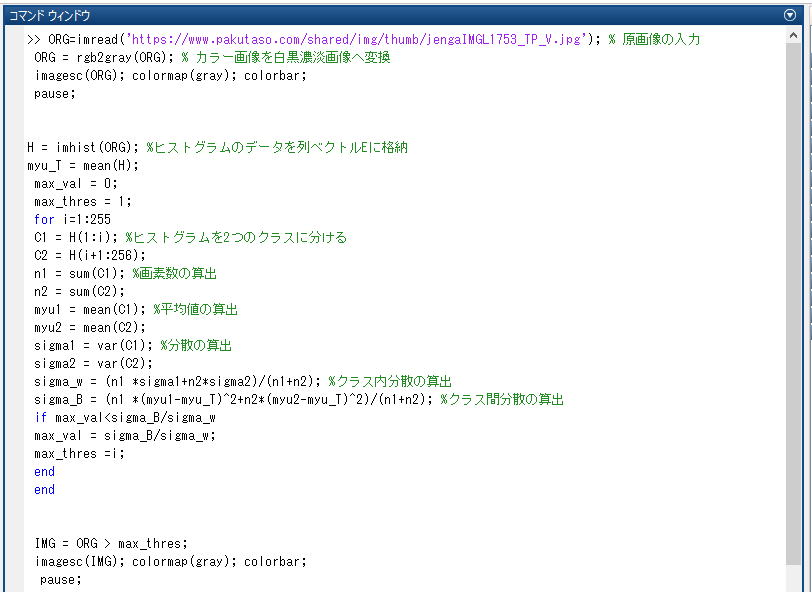 コマンド ウィンドウ
>> ORG=imread('https://www.pakutaso.com/shared/img/thumb/jengaIMGL1753_TP_V.jpg'); % 原画像の入力
ORG = rgb2gray(ORG); % カラー画像を白黒濃淡画像へ変換
imagesc(ORG); colormap(gray); colorbar;
pause;
H = imhist(ORG); %ヒストグラムのデータを列ベクトルEに格納
myu_T = mean(H);
max_val = 0;
max_thres = 1;
for i=1:255
C1 = H(1:i); %ヒストグラムを2つのクラスに分ける
C2 = H(i+1:256);
n1 = sum(C1); %画素数の算出
n2 = sum(C2);
myu1 = mean(C1); %平均値の算出
myu2 = mean(C2);
sigma1 = var(C1); %分散の算出
sigma2 = var(C2);
sigma_w = (n1 *sigma1+n2*sigma2)/(n1+n2); %クラス内分散の算出
sigma_B = (n1 *(myu1-myu_T)^2+n2*(myu2-myu_T)^2)/(n1+n2); %クラス間分散の算出
if max_val<sigma_B/sigma_w
max_val = sigma_B/sigma_w;
max_thres =i;
end
end
IMG = ORG > max_thres;
imagesc(IMG); colormap(gray); colorbar;
pause;